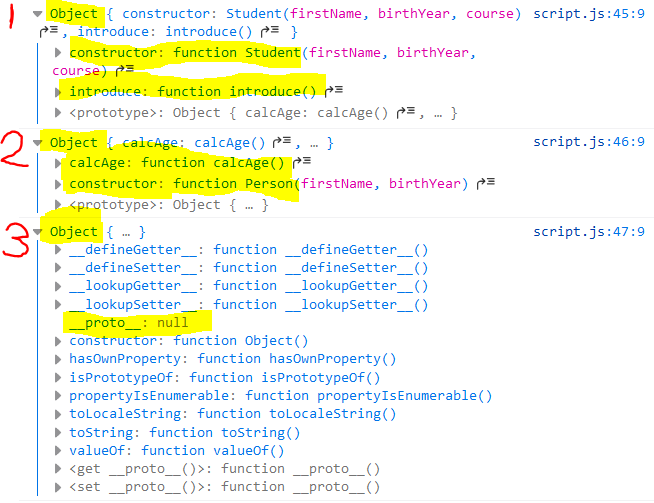 1
Object { constructor: Student(firstName, birthYear, course) script.js:45:9
, introduce: introduce() }
constructor: function Student(firstName, birthYear,
course)
introduce: function introduce()
<prototype>: Object { calcAge: calcAge() , … }
2
Object { calcAge: calcAge() , … } script.js:46:9
calcAge: function calcAge()
constructor: function Person(firstName, birthYear)
<prototype>: Object { … }
3
Object { … } script.js:47:9
__defineGetter__: function __defineGetter__()
__defineSetter__: function __defineSetter__()
__lookupGetter__: function __lookupGetter__()
__lookupSetter__: function __lookupSetter__()
__proto__: null
constructor: function Object()
hasOwnProperty: function hasOwnProperty()
isPrototypeOf: function isPrototypeOf()
propertyIsEnumerable: function propertyIsEnumerable()
toLocaleString: function toLocaleString()
toString: function toString()
valueOf: function valueOf()
<get __proto__()>: function __proto__()
<set __proto__()>: function __proto__()